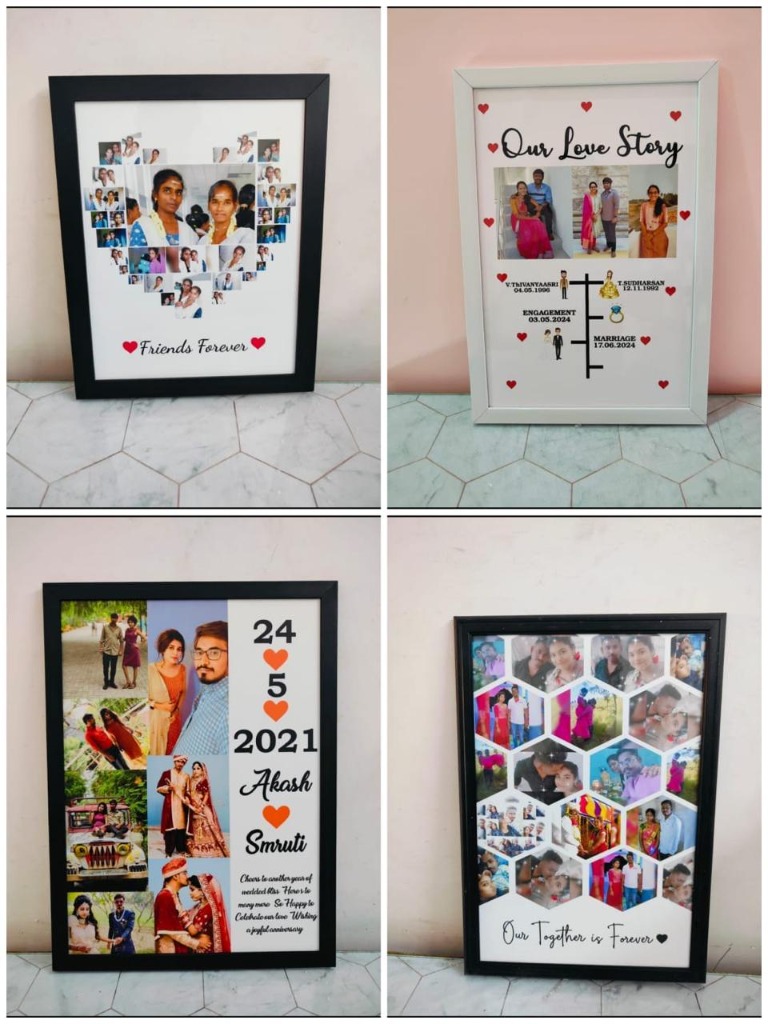 Friends Forever
Our Love Story
V.ThIVANYAASRI
04.05.1996
T.SUDHARSAN
12.11.1992
ENGAGEMENT
03.05.2024
MARRIAGE
17.06.2024
24
5
2021
Akash
Smruti
Cheers to another year of
wedded bliss Here's to
many more So Happy to
Celebrate our love Wishing
a joyful anniversary
Our Together is Forever